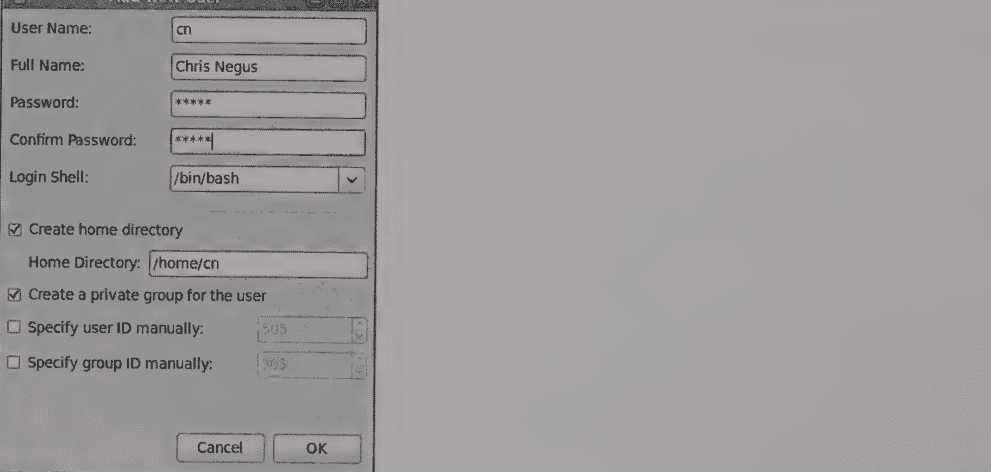 User Name: cn
Full Name: Chris Negus
Password: *****
Confirm Password: *****
Login Shell: /bin/bash
Create home directory
Home Directory: /home/cn
Create a private group for the user
Specify user ID manually: 505
Specify group ID manually:
Cancel OK